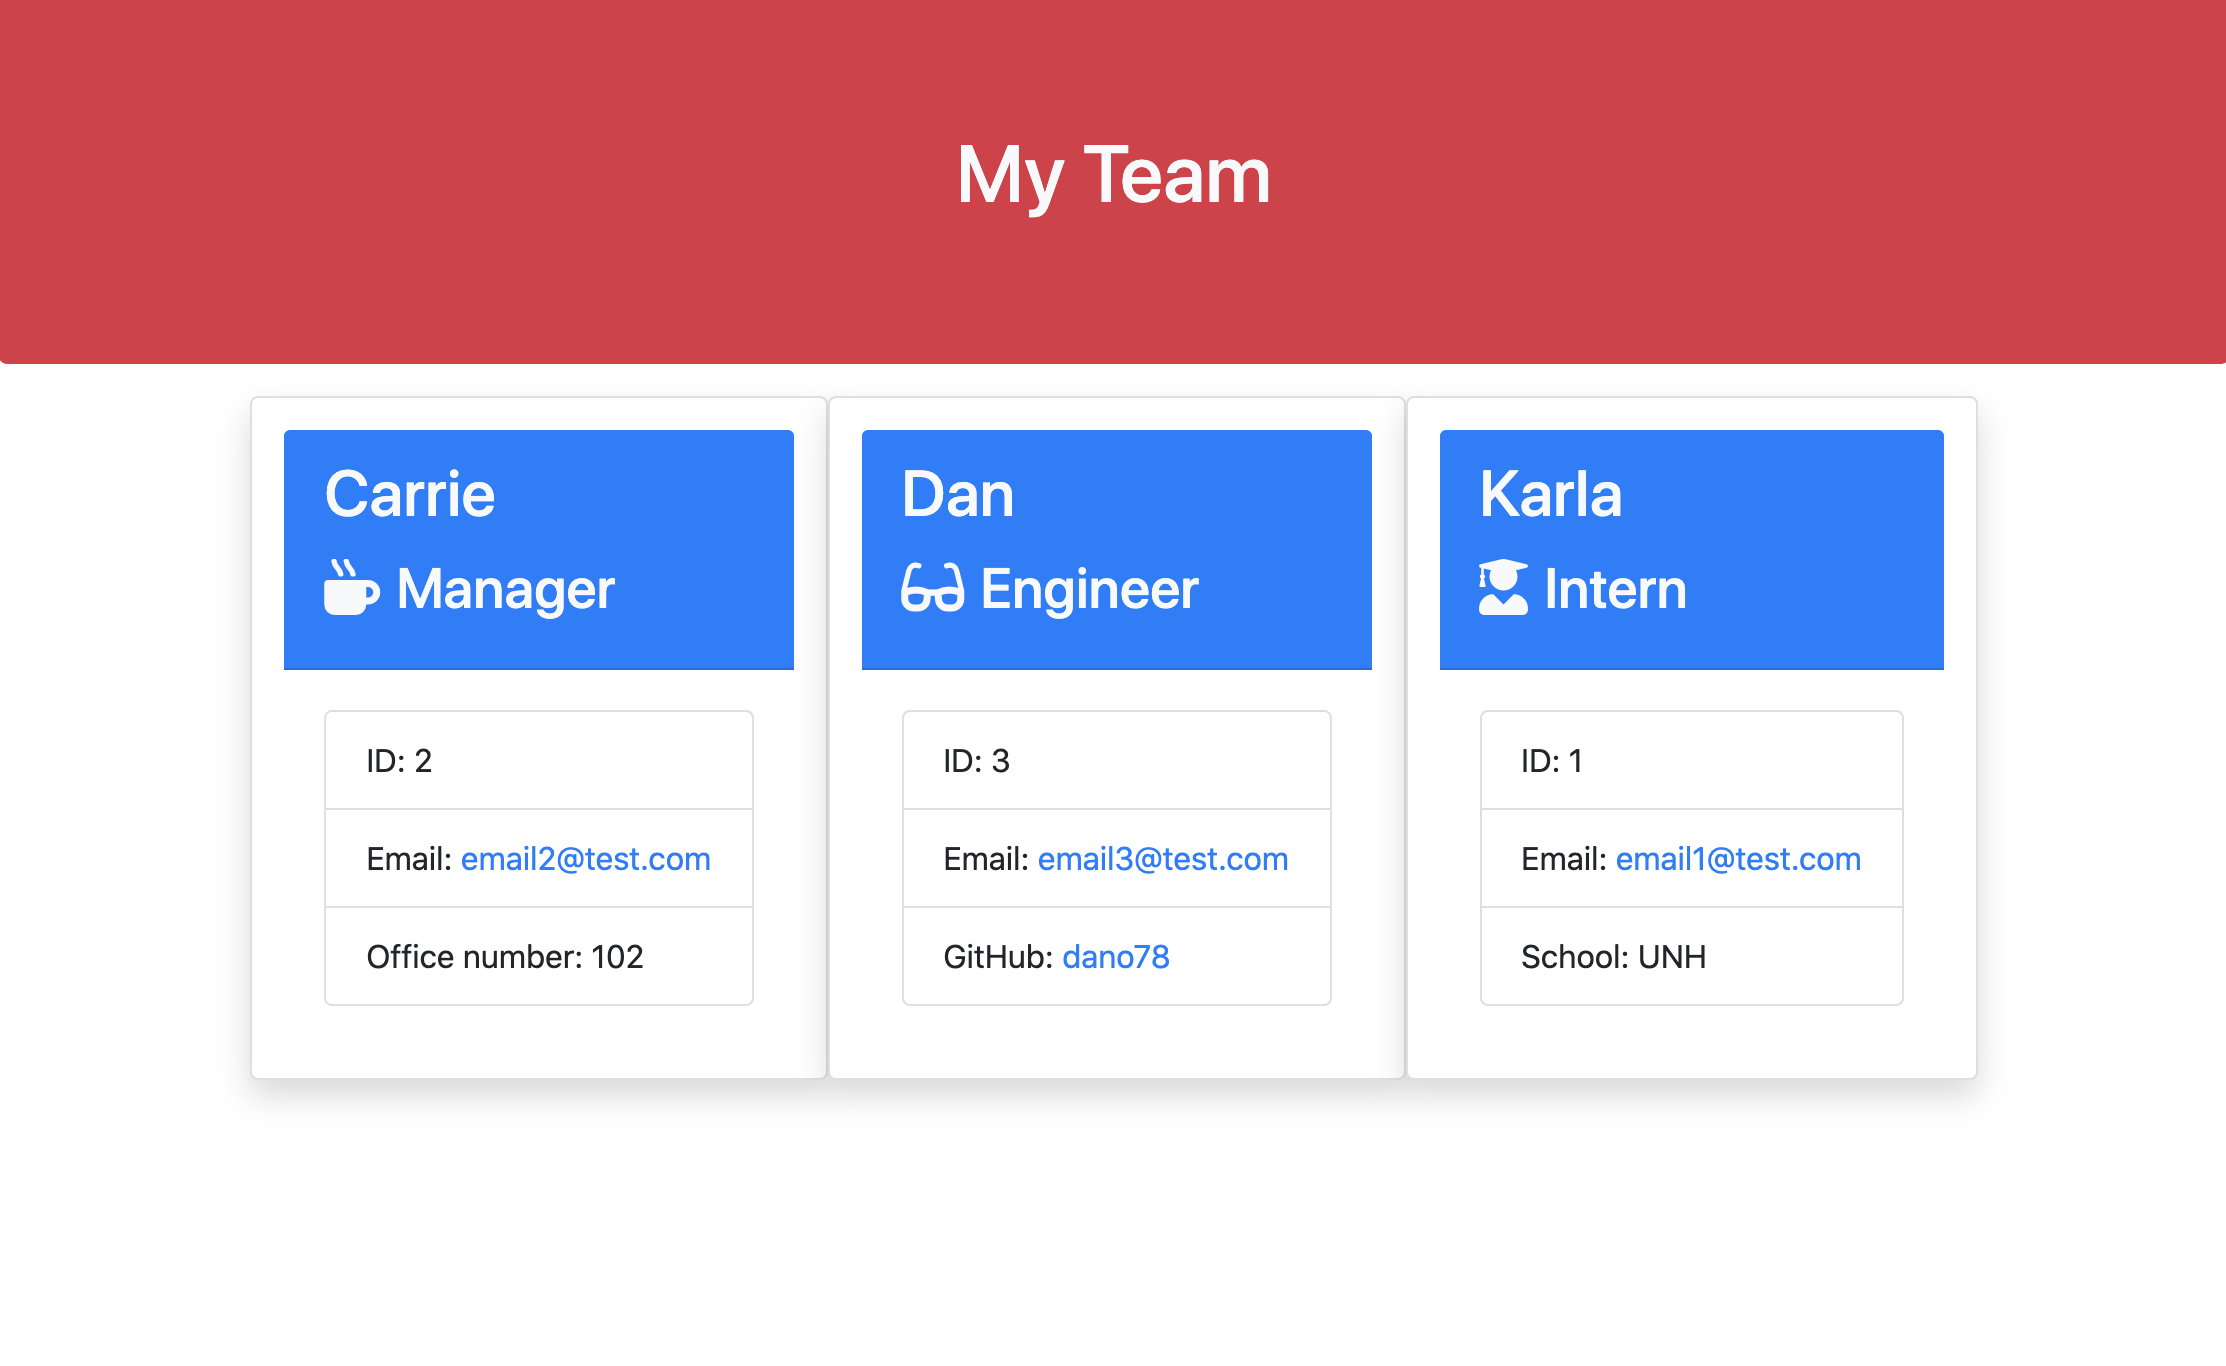 My Team
Carrie
Manager
ID: 2
Email: email2@test.com
Office number: 102
Dan
Engineer
ID: 3
Email: email3@test.com
GitHub: dano78
Karla
Intern
ID: 1
Email: email1@test.com
School: UNH